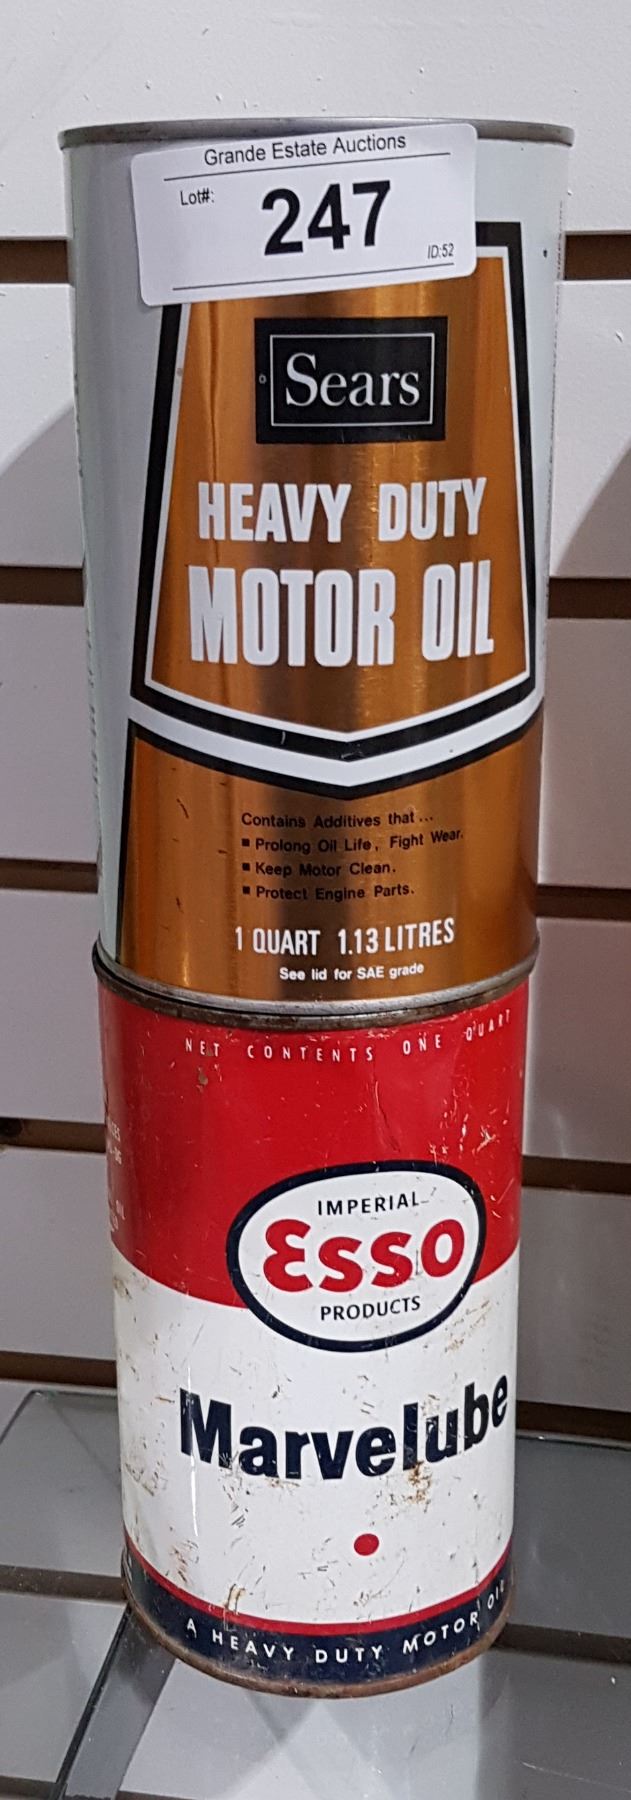 Grande Estate Auctions
Lot#:
247
ID:52
Sears
HEAVY DUTY
MOTOR OIL
Contains Additives that ...
▪ Prolong Oil Life, Fight Wear.
▪ Keep Motor Clean.
▪ Protect Engine Parts.
1 QUART 1.13 LITRES
See lid for SAE grade
NET CONTENTS ONE QUART
IMPERIAL
Esso
PRODUCTS
Marvelube
A HEAVY DUTY MOTOR OIL